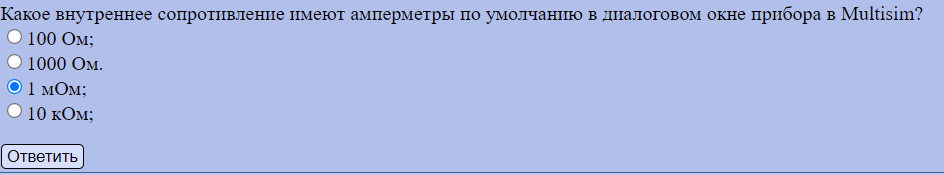 Какое внутреннее сопротивление имеют амперметры по умолчанию в диалоговом окне прибора в Multisim?
100 Ом;
1000 Ом.
1 мОм;
10 кОм;
Ответить